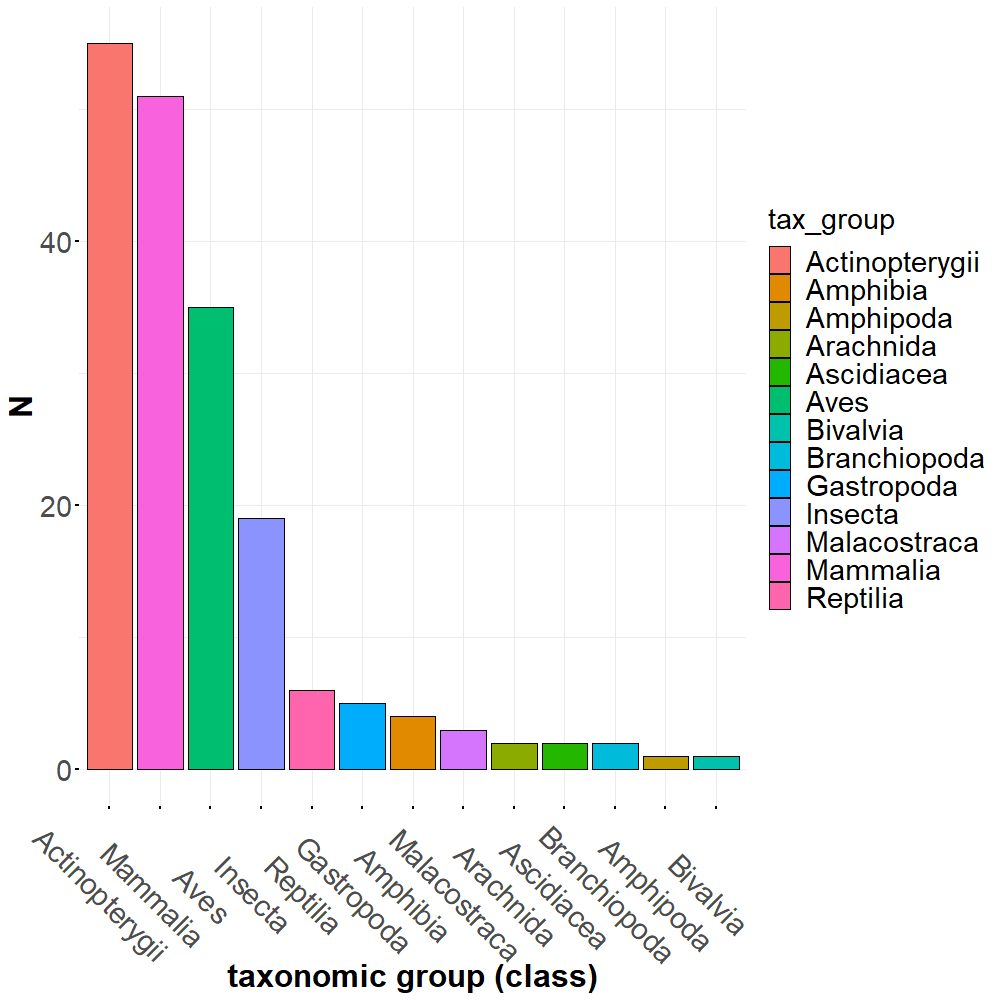 N
40
20
0
Actinopterygii
Mammalia
Aves
Insecta
Reptilia
Gastropoda
Amphibia
Malacostraca
Arachnida
Ascidiacea
Branchiopoda
Amphipoda
Bivalvia
taxonomic group (class)
tax_group
Actinopterygii
Amphibia
Amphipoda
Arachnida
Ascidiacea
Aves
Bivalvia
Branchiopoda
Gastropoda
Insecta
Malacostraca
Mammalia
Reptilia